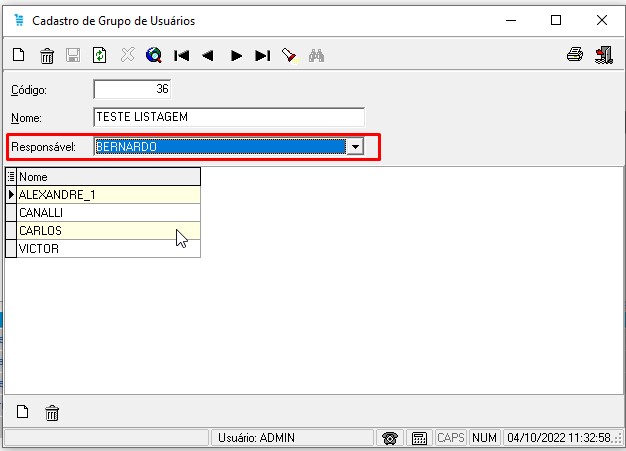 Cadastro de Grupo de Usuários
Código: 36
Nome: TESTE LISTAGEM
Responsável: BERNARDO
Nome
ALEXANDRE_1
CANALLI
CARLOS
VICTOR
Usuário: ADMIN CAPS NUM 04/10/2022 11:32:58